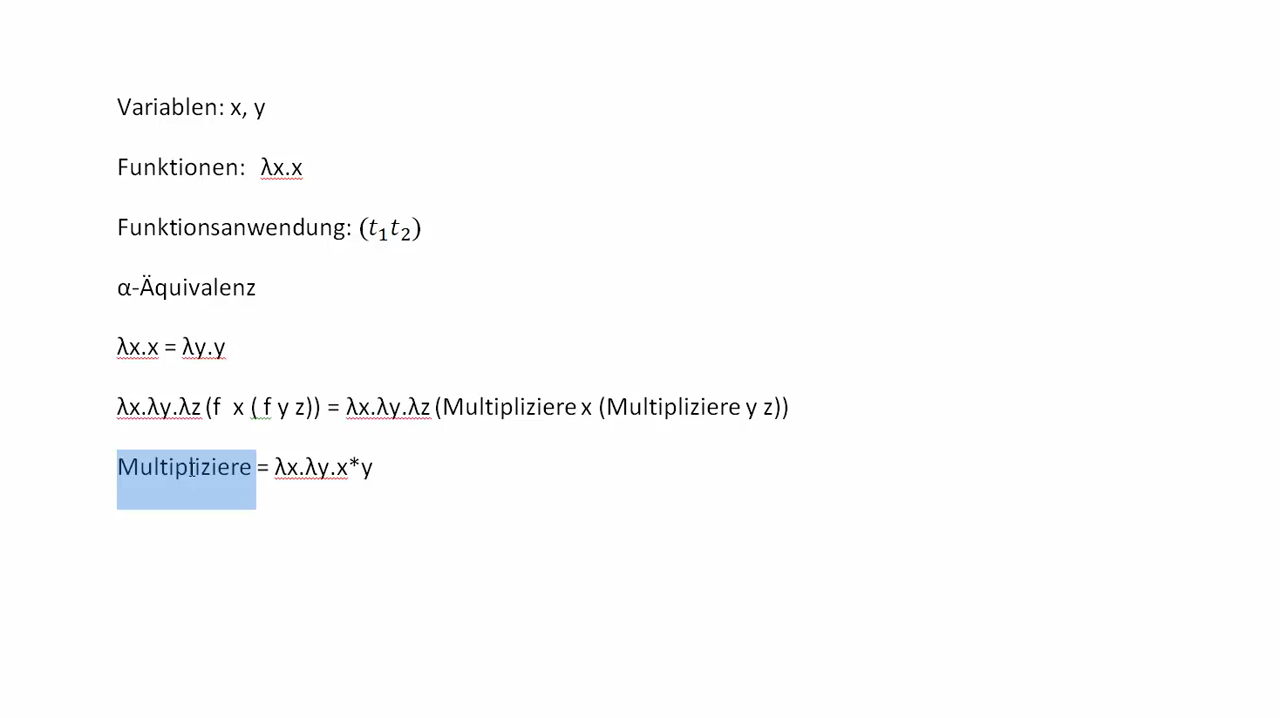 Variablen: x, y
Funktionen: λx.x
Funktionsanwendung: (t₁t₂)
α-Äquivalenz
λx.x = λy.y
λx.λy.λz (f x ( f y z)) = λx.λy.λz (Multipliziere x (Multipliziere y z))
Multipliziere = λx.λy.x*y